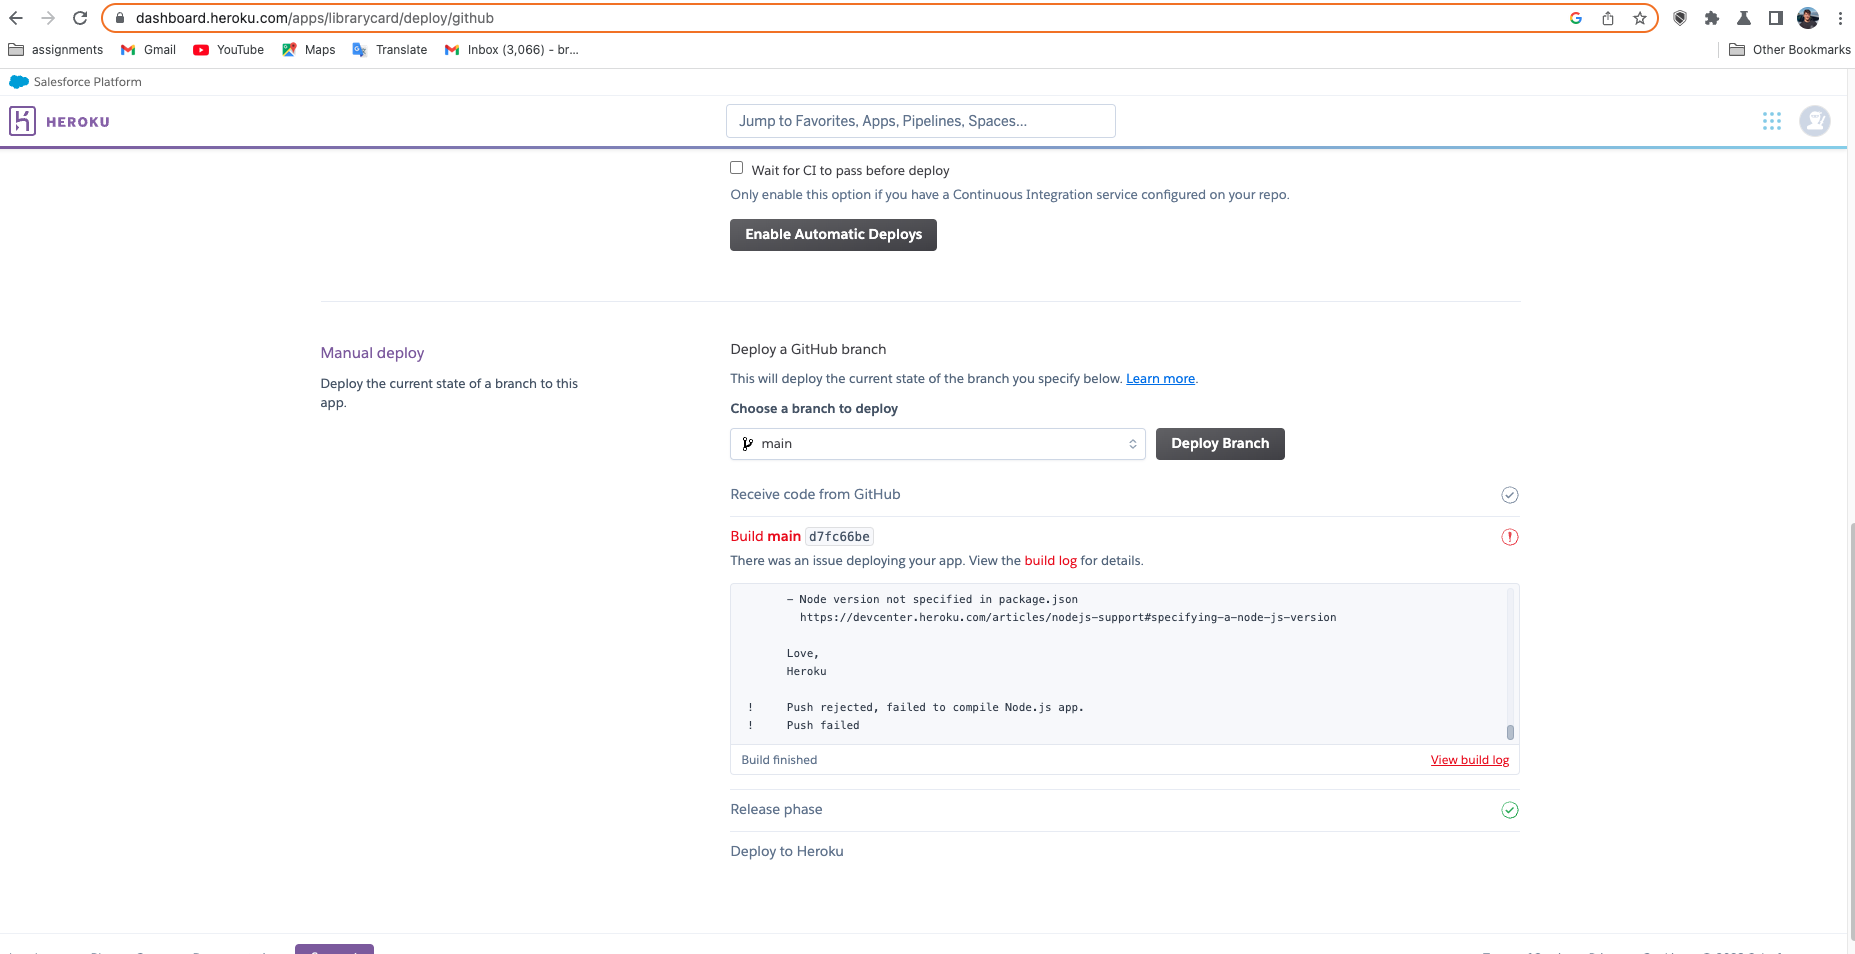 dashboard.heroku.com/apps/librarycard/deploy/github
assignments Gmail YouTube Maps Translate Inbox (3,066) - br... Other Bookmarks
Salesforce Platform
HEROKU
Jump to Favorites, Apps, Pipelines, Spaces...
Wait for CI to pass before deploy
Only enable this option if you have a Continuous Integration service configured on your repo.
Enable Automatic Deploys
Manual deploy
Deploy the current state of a branch to this
app.
Deploy a GitHub branch
This will deploy the current state of the branch you specify below. Learn more.
Choose a branch to deploy
main
Deploy Branch
Receive code from GitHub
Build main d7fc66be
There was an issue deploying your app. View the build log for details.
– Node version not specified in package.json
https://devcenter.heroku.com/articles/nodejs-support#specifying-a-node-js-version
Love,
Heroku
! Push rejected, failed to compile Node.js app.
! Push failed
Build finished View build log
Release phase
Deploy to Heroku